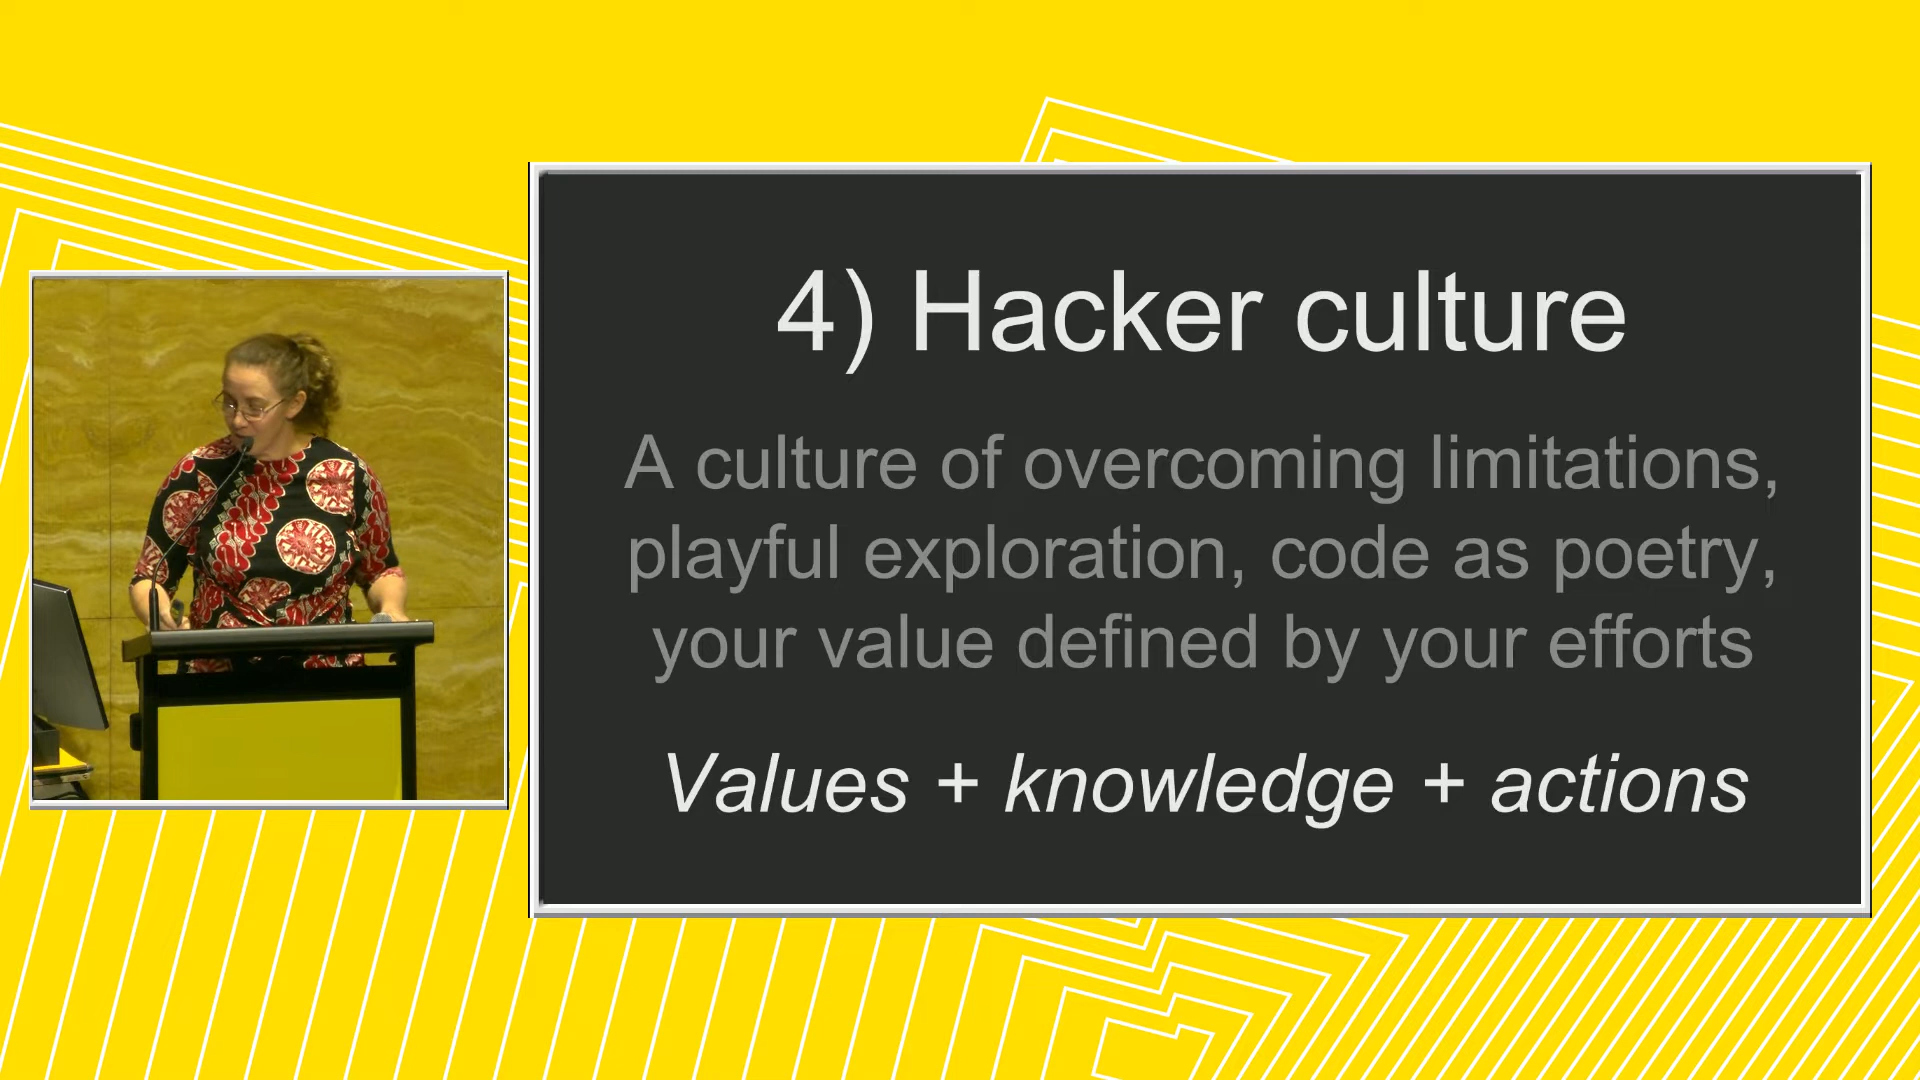 4) Hacker culture
A culture of overcoming limitations,
playful exploration, code as poetry,
your value defined by your efforts
Values + knowledge + actions